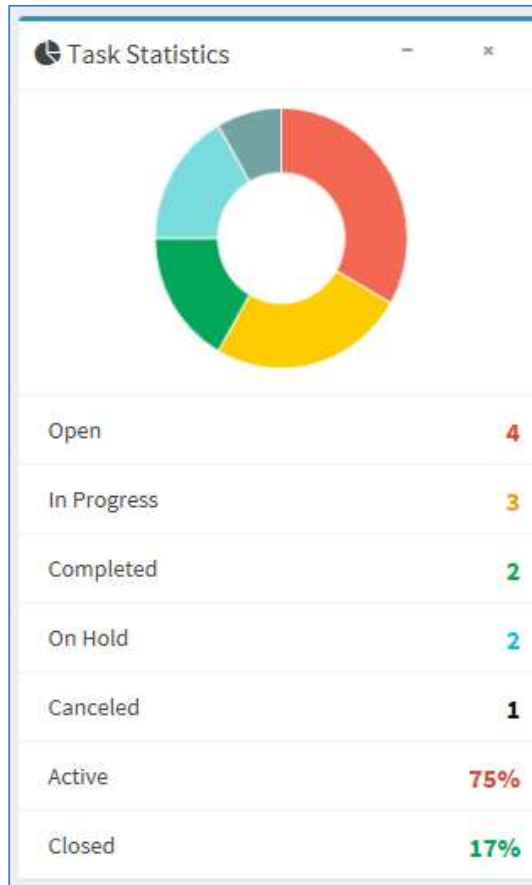 Task Statistics
Open 4
In Progress 3
Completed 2
On Hold 2
Canceled 1
Active 75%
Closed 17%